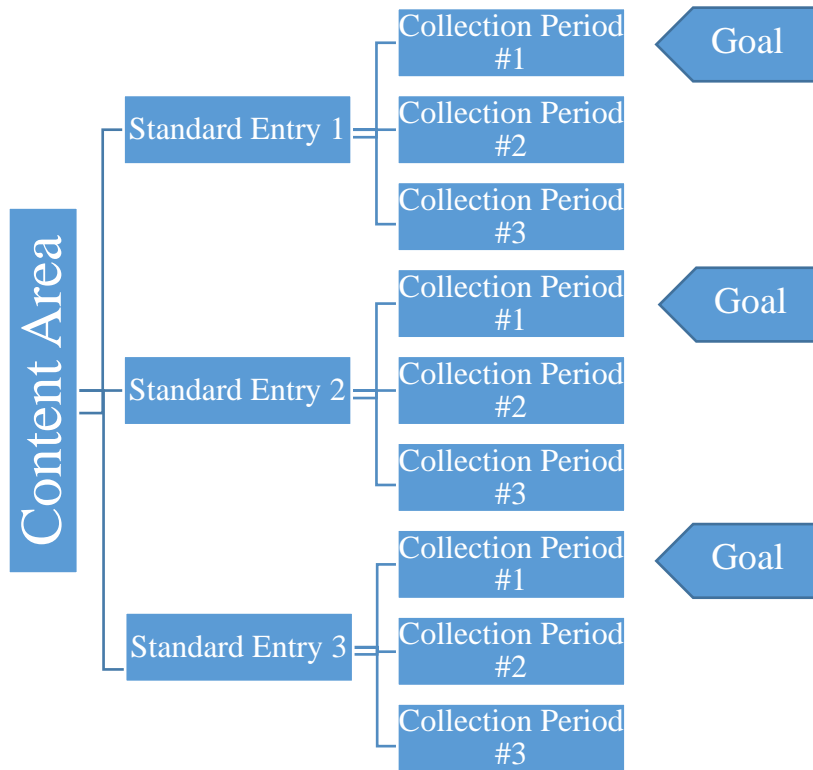 Content Area
Standard Entry 1
Collection Period
#1
Goal
Collection Period
#2
Collection Period
#3
Standard Entry 2
Collection Period
#1
Goal
Collection Period
#2
Collection Period
#3
Standard Entry 3
Collection Period
#1
Goal
Collection Period
#2
Collection Period
#3